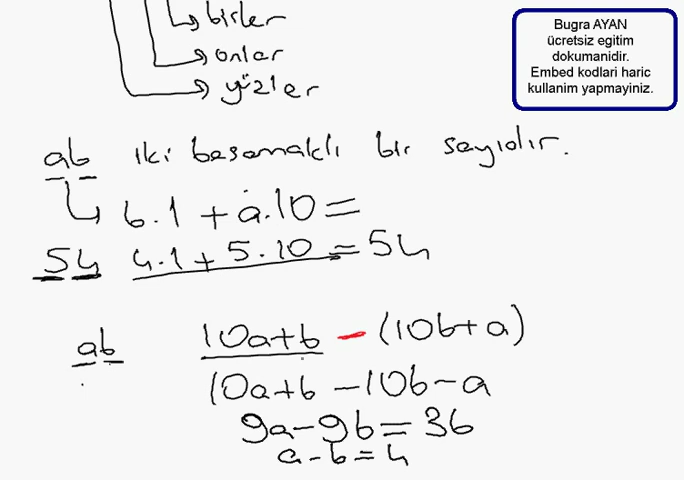 birler
onlar
yüzler
Bugra AYAN
ücretsiz egitim
dokumanidir.
Embed kodlari haric
kullanim yapmayiniz.
ab iki basamaklı bir sayıdır.
b.1 + a.10 =
54 4.1 + 5.10 = 54
ab 10a+b - (10b+a)
10a+b - 10b - a
9a - 9b = 36
a - b = 4